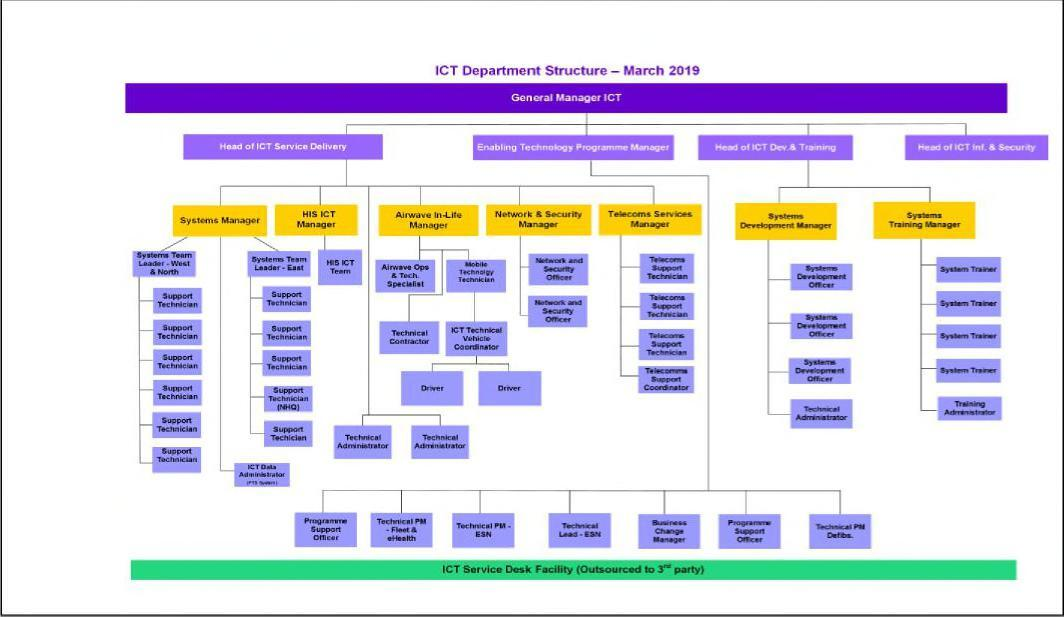 ICT Department Structure – March 2019
General Manager ICT
Head of ICT Service Delivery
Enabling Technology Programme Manager
Head of ICT Dev.& Training
Head of ICT Inf. & Security
Systems Manager
HIS ICT
Manager
Airwave In-Life
Manager
Network & Security
Manager
Telecoms Services
Manager
Systems
Development Manager
Systems
Training Manager
Systems Team
Leader - West
& North
Support
Technician
Support
Technician
Support
Technician
Support
Technician
Support
Technician
Support
Technician
Systems Team
Leader - East
Support
Technician
Support
Technician
Support
Technician
Support
Technician
(NHQ)
Support
Techician
ICT Data
Administrator
(PTS System)
HIS ICT
Team
Technical
Administrator
Technical
Administrator
Airwave Ops
& Tech.
Specialist
Mobile
Technolgy
Technician
Technical
Contractor
ICT Technical
Vehicle
Coordinator
Driver
Driver
Network and
Security
Officer
Network and
Security
Officer
Telecoms
Support
Technician
Telecoms
Support
Technician
Telecoms
Support
Technician
Telecomms
Support
Coordinator
Systems
Development
Officer
Systems
Development
Officer
Systems
Development
Officer
Technical
Administrator
System Trainer
System Trainer
System Trainer
System Trainer
Training
Administrator
Programme
Support
Officer
Technical PM
- Fleet &
eHealth
Technical PM -
ESN
Technical
Lead - ESN
Business
Change
Manager
Programme
Support
Officer
Technical PM
Defibs.
ICT Service Desk Facility (Outsourced to 3rd party)